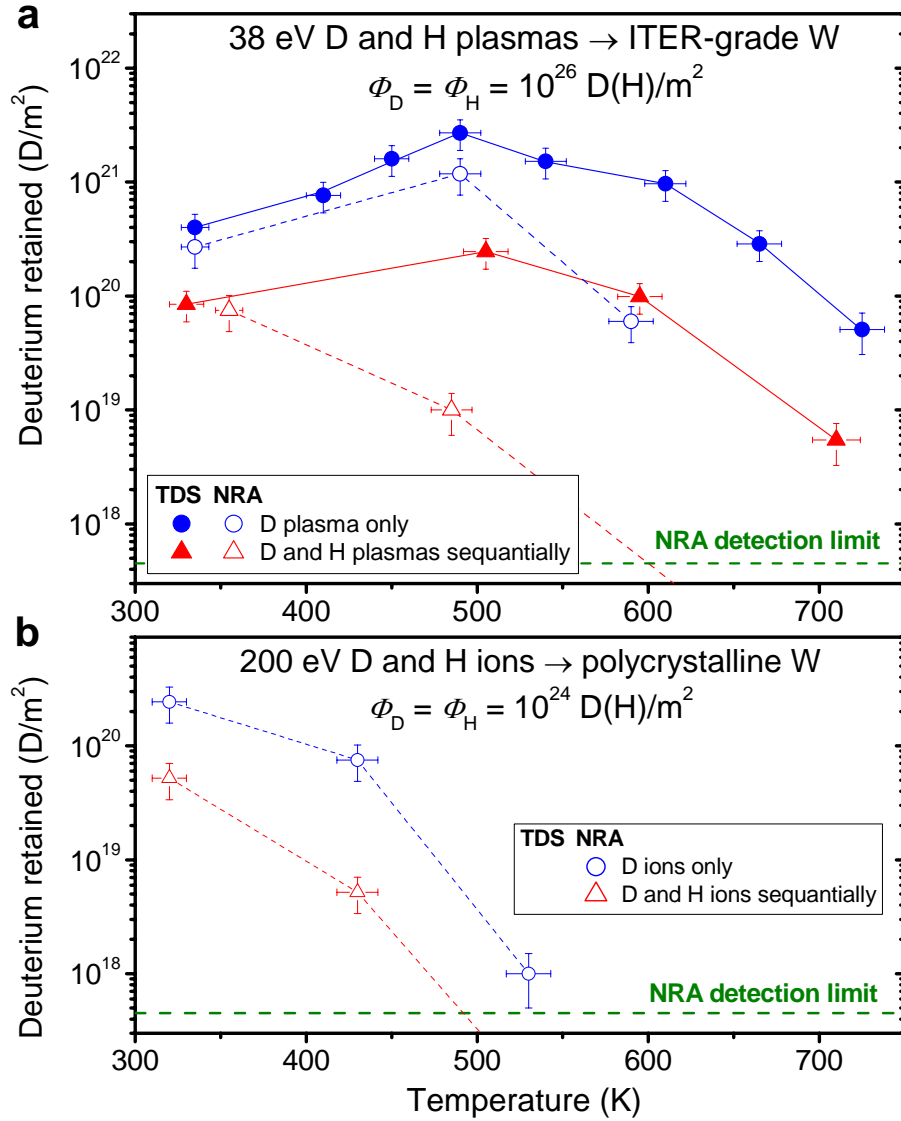 a
38 eV D and H plasmas → ITER-grade W
Φ_D = Φ_H = 10^26 D(H)/m^2
Deuterium retained (D/m^2)
10^22
10^21
10^20
10^19
10^18
TDS NRA
D plasma only
D and H plasmas sequantially
NRA detection limit
300 400 500 600 700
b
200 eV D and H ions → polycrystalline W
Φ_D = Φ_H = 10^24 D(H)/m^2
Deuterium retained (D/m^2)
10^20
10^19
10^18
TDS NRA
D ions only
D and H ions sequantially
NRA detection limit
300 400 500 600 700
Temperature (K)